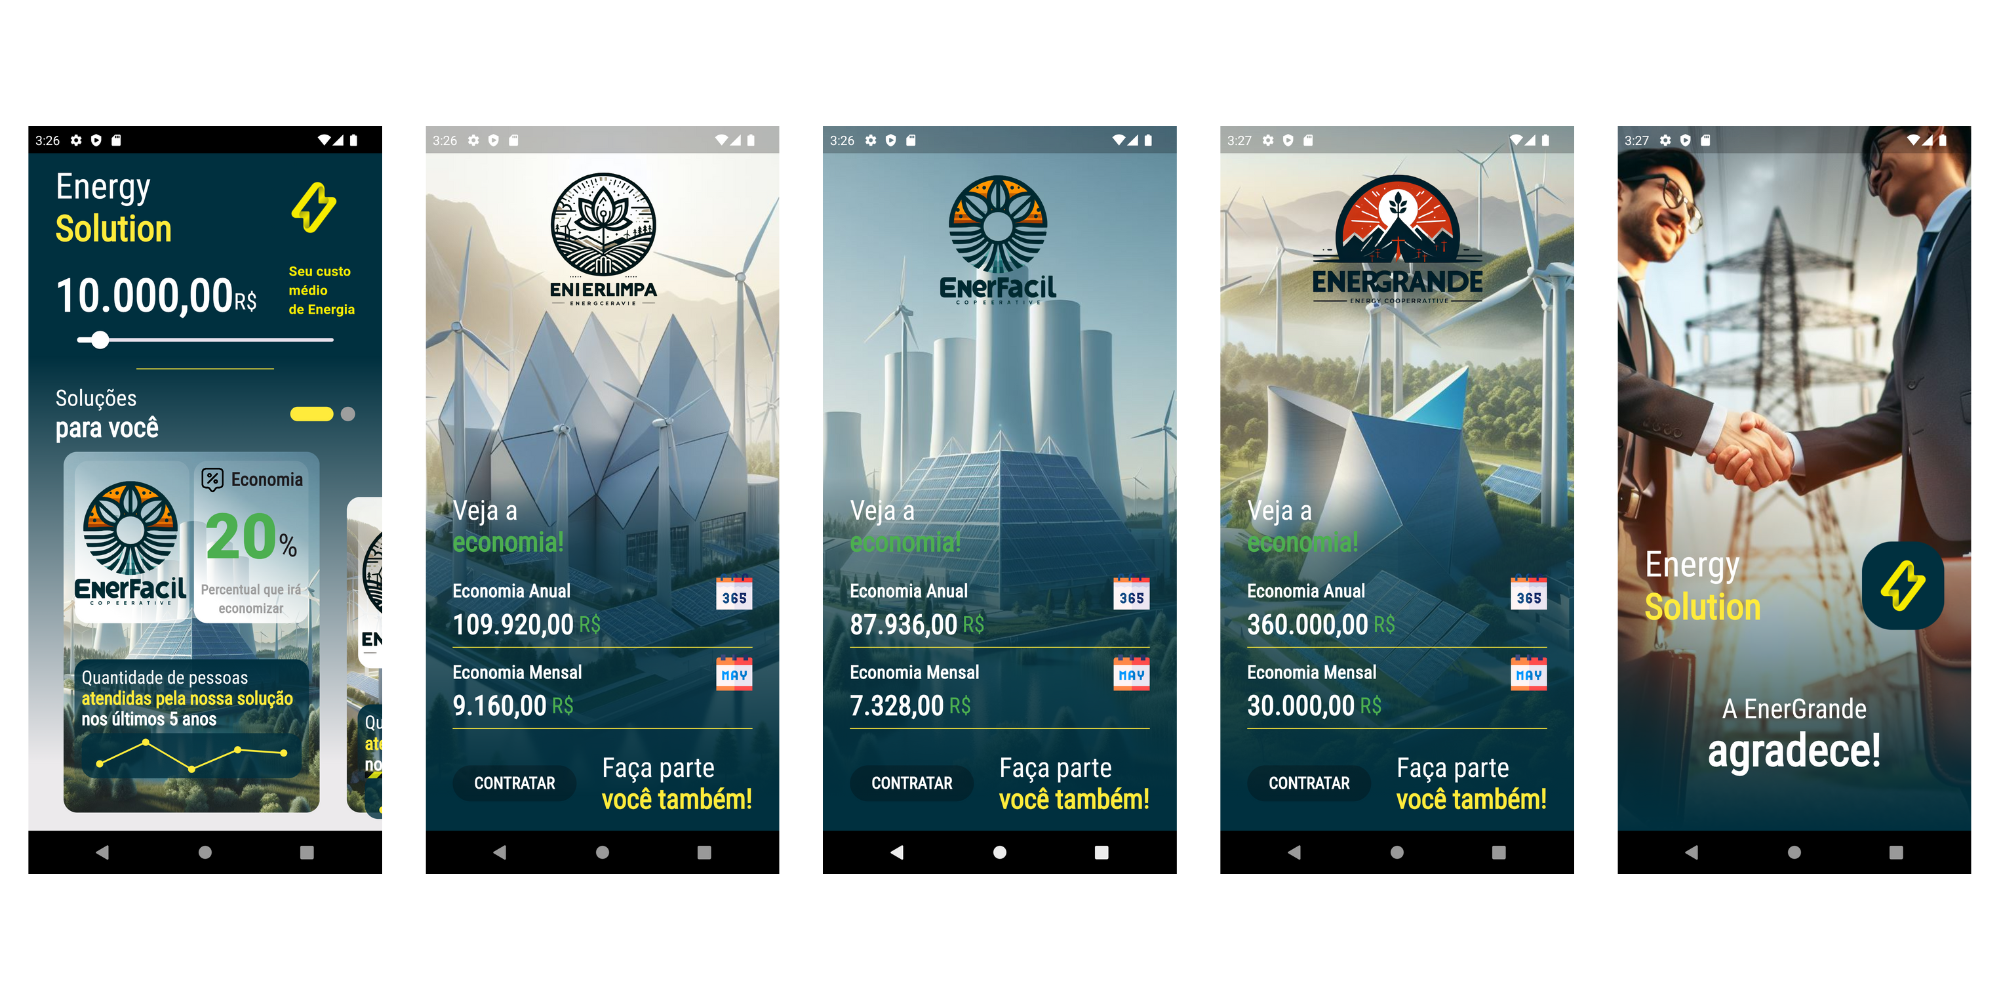 3:26
Energy
Solution
10.000,00R$
Seu custo
médio
de Energia
Soluções
para você
EnerFacil
COPEERATIVE
Economia
20%
Percentual que irá
economizar
Quantidade de pessoas
atendidas pela nossa solução
nos últimos 5 anos
EN
Qu
ate
no
3:26
ENIERLIMPA
ENERGCEBAVIE
Veja a
economia!
Economia Anual
365
109.920,00 R$
Economia Mensal
MAY
9.160,00 R$
CONTRATAR
Faça parte
você também!
3:26
EnerFacil
COPEERATIVE
Veja a
economia!
Economia Anual
365
87.936,00 R$
Economia Mensal
MAY
7.328,00 R$
CONTRATAR
Faça parte
você também!
3:27
ENERGRANDE
ENERGY COOPERRATTIVE
Veja a
economia!
Economia Anual
365
360.000,00 R$
Economia Mensal
MAY
30.000,00 R$
CONTRATAR
Faça parte
você também!
3:27
Energy
Solution
A EnerGrande
agradece!